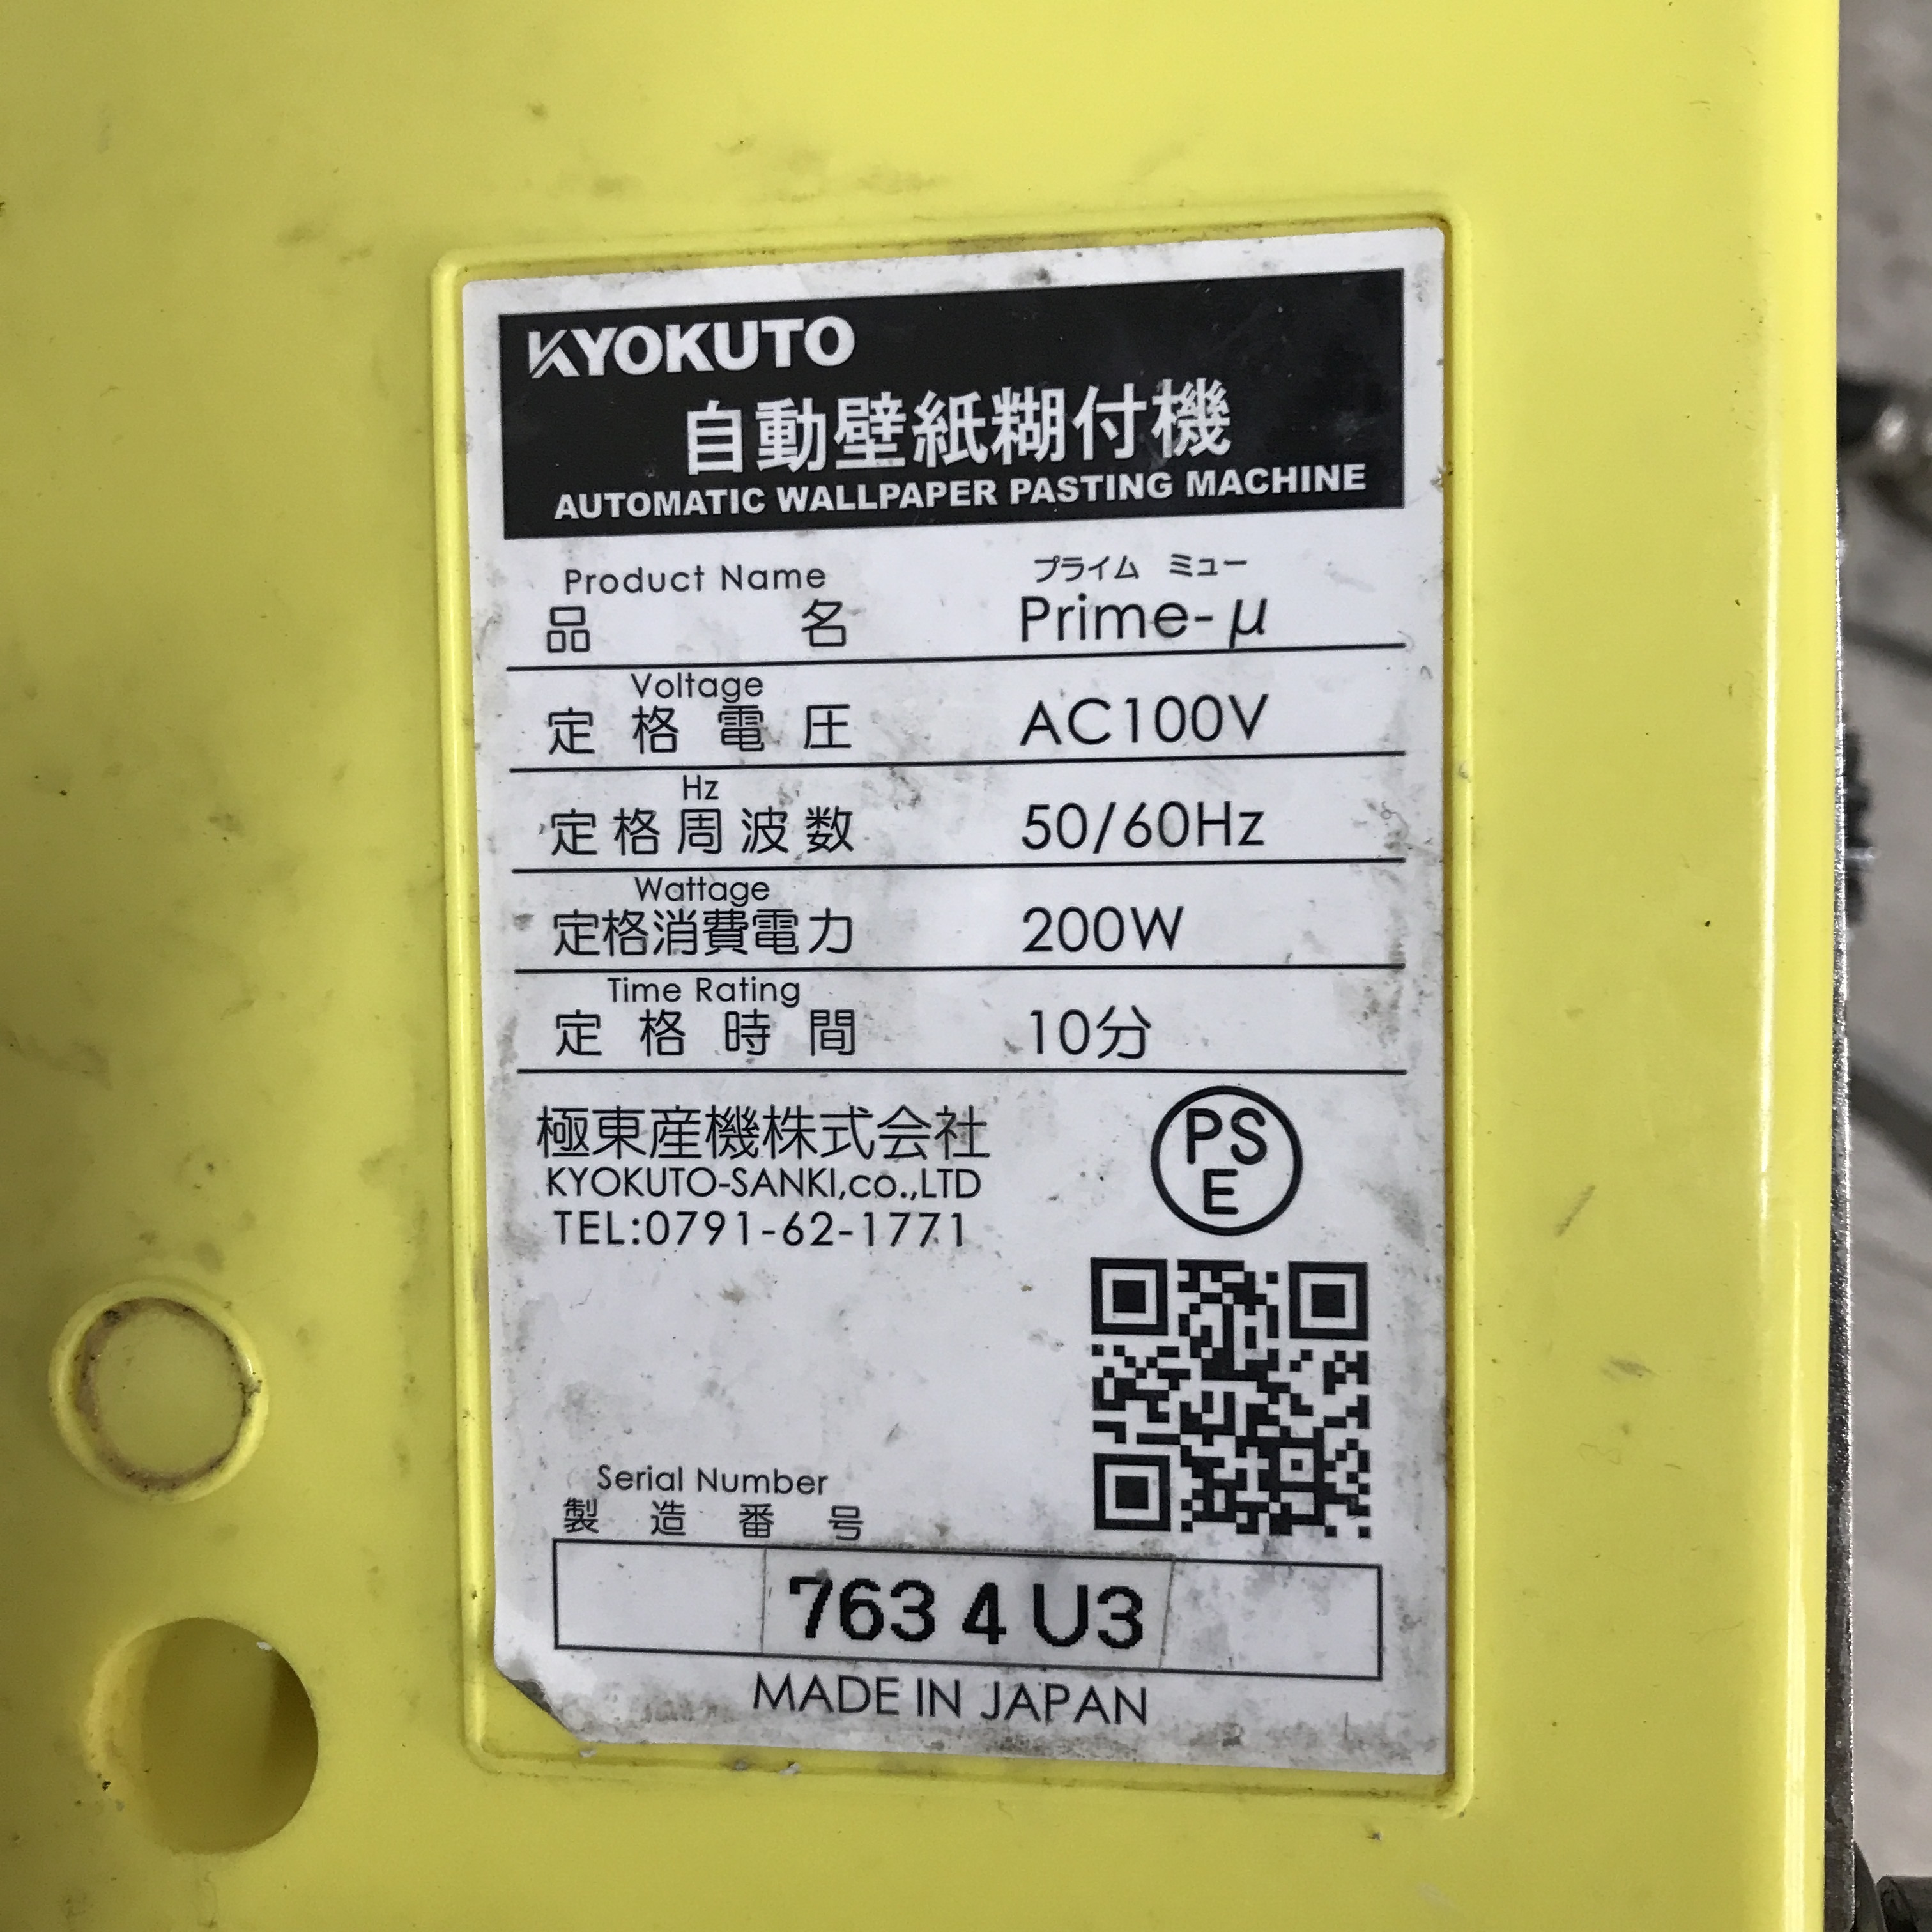 KYOKUTO
自動壁紙糊付機
AUTOMATIC WALLPAPER PASTING MACHINE
Product Name
プライム ミュー
品名 Prime-μ
Voltage
定格電圧 AC100V
Hz
定格周波数 50/60Hz
Wattage
定格消費電力 200W
Time Rating
定格時間 10分
極東産機株式会社
KYOKUTO-SANKI,co.,LTD
TEL:0791-62-1771
PS
E
Serial Number
製造番号
763 4 U3
MADE IN JAPAN